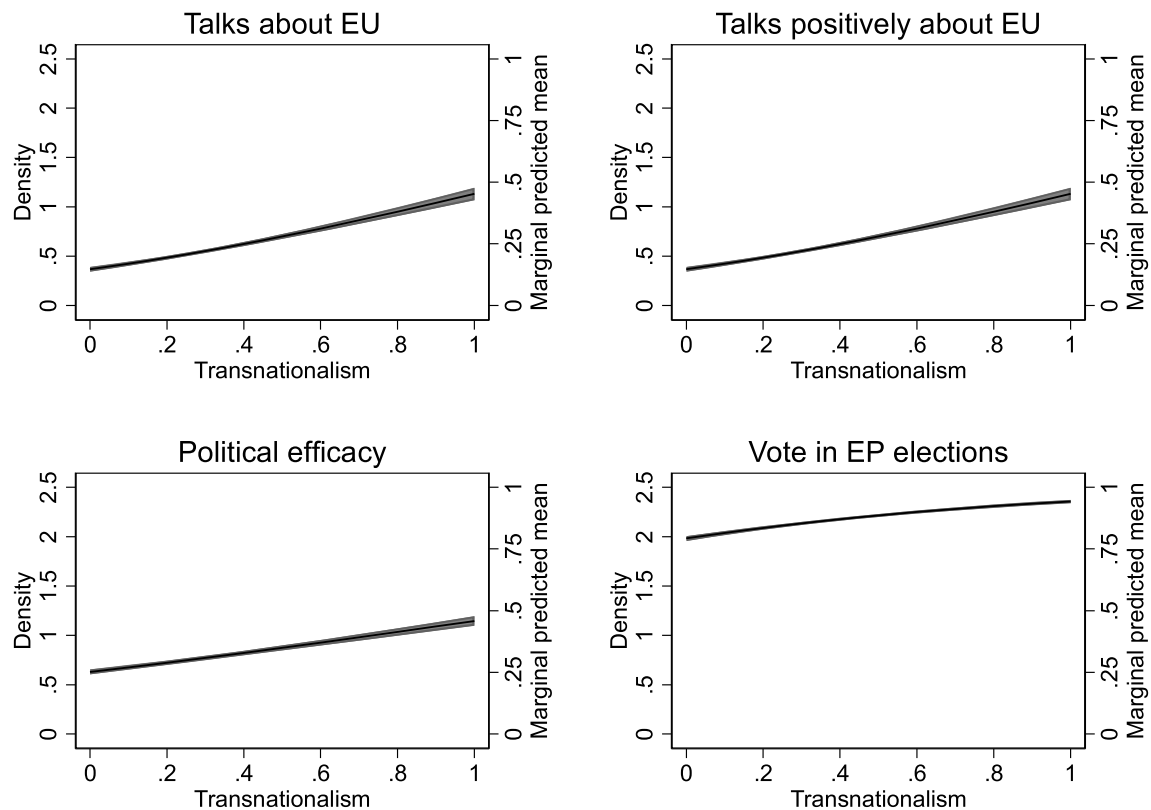 Talks about EU
Density
0 .5 1 1.5 2 2.5
Marginal predicted mean
0 .25 .5 .75 1
0 .2 .4 .6 .8 1
Transnationalism
Talks positively about EU
Density
0 .5 1 1.5 2 2.5
Marginal predicted mean
0 .25 .5 .75 1
0 .2 .4 .6 .8 1
Transnationalism
Political efficacy
Density
0 .5 1 1.5 2 2.5
Marginal predicted mean
0 .25 .5 .75 1
0 .2 .4 .6 .8 1
Transnationalism
Vote in EP elections
Density
0 .5 1 1.5 2 2.5
Marginal predicted mean
0 .25 .5 .75 1
0 .2 .4 .6 .8 1
Transnationalism